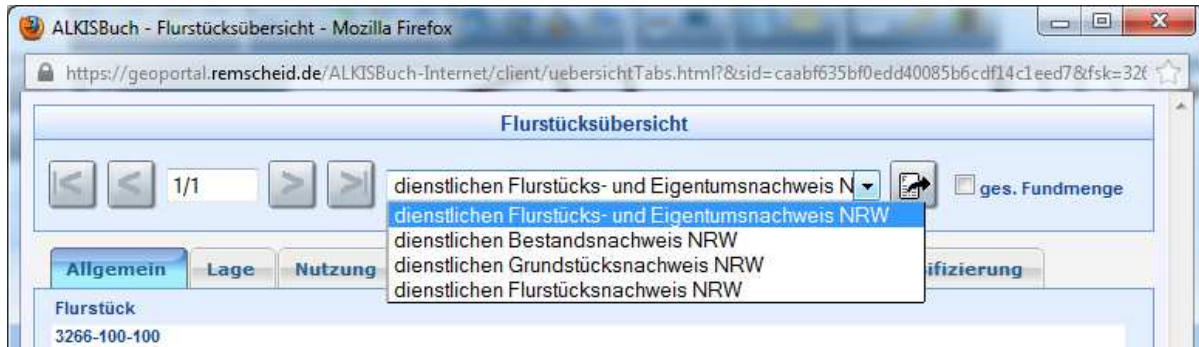 ALKISBuch - Flurstücksübersicht - Mozilla Firefox
https://geoportal.remscheid.de/ALKISBuch-Internet/client/uebersichtTabs.html?&sid=caabf635bf0edd40085b6cdf14c1eed7&fsk=326
Flurstücksübersicht
1/1 dienstlichen Flurstücks- und Eigentumsnachweis N ges. Fundmenge
dienstlichen Flurstücks- und Eigentumsnachweis NRW
dienstlichen Bestandsnachweis NRW
dienstlichen Grundstücksnachweis NRW
dienstlichen Flurstücksnachweis NRW
Allgemein Lage Nutzung ifizierung
Flurstück
3266-100-100